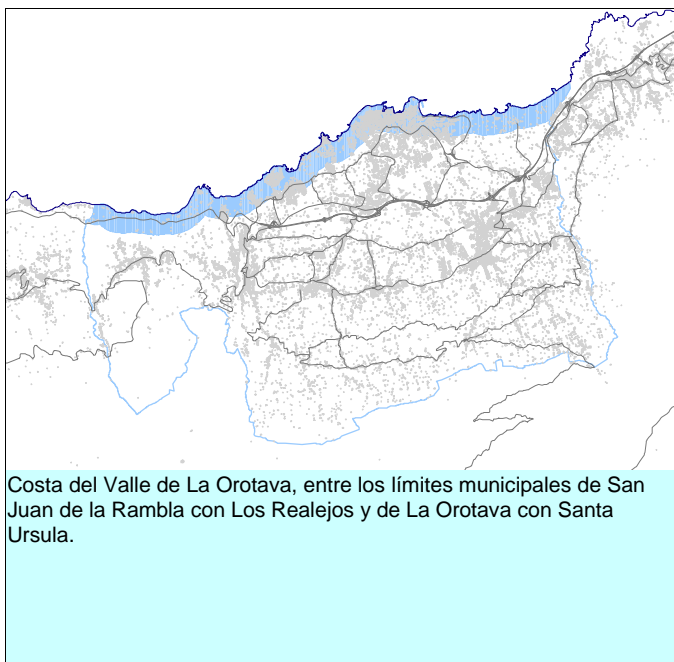 Costa del Valle de La Orotava, entre los límites municipales de San
Juan de la Rambla con Los Realejos y de La Orotava con Santa
Ursula.